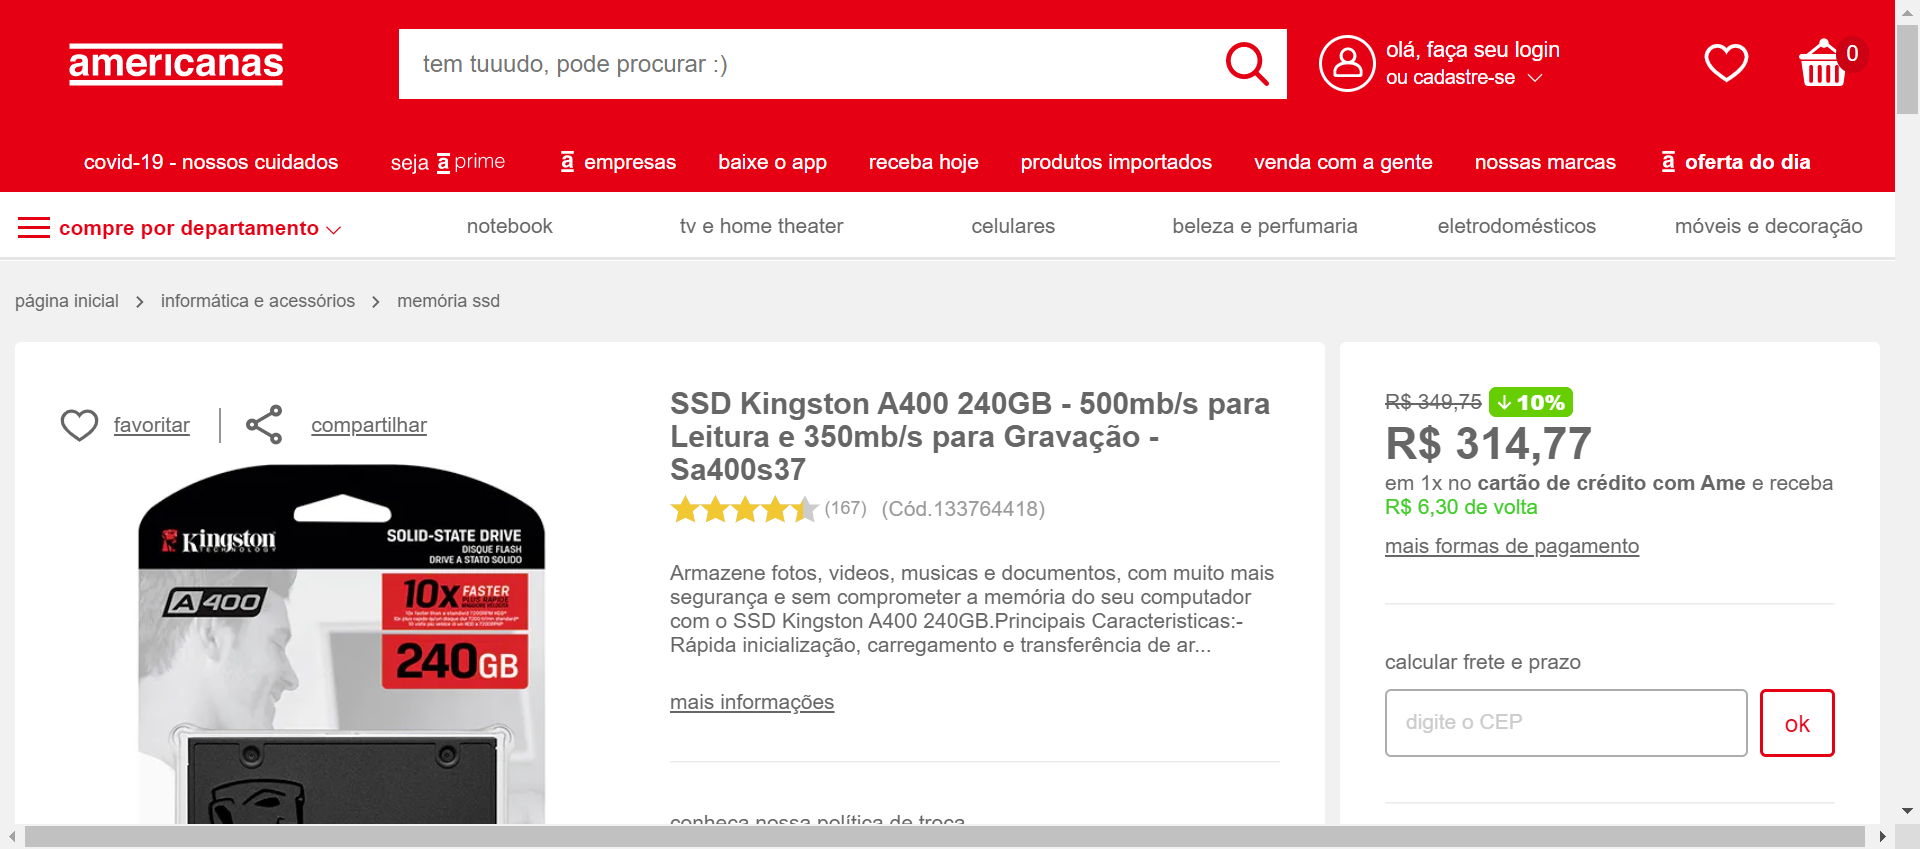 americanas
tem tuuudo, pode procurar :)
olá, faça seu login
ou cadastre-se
0
covid-19 - nossos cuidados
seja a prime
a empresas
baixe o app
receba hoje
produtos importados
venda com a gente
nossas marcas
a oferta do dia
compre por departamento
notebook
tv e home theater
celulares
beleza e perfumaria
eletrodomésticos
móveis e decoração
página inicial
informática e acessórios
memória ssd
favoritar
compartilhar
Kingston
TECHNOLOGY
SOLID-STATE DRIVE
DISQUE FLASH
DRIVE A STATO SOLIDO
A400
10x FASTER
PLUS RAPIDE
240GB
SSD Kingston A400 240GB - 500mb/s para
Leitura e 350mb/s para Gravação -
Sa400s37
(167) (Cód.133764418)
Armazene fotos, videos, musicas e documentos, com muito mais
segurança e sem comprometer a memória do seu computador
com o SSD Kingston A400 240GB.Principais Caracteristicas:-
Rápida inicialização, carregamento e transferência de ar...
mais informações
conheça nossa política de troca
R$ 349,75 10%
R$ 314,77
em 1x no cartão de crédito com Ame e receba
R$ 6,30 de volta
mais formas de pagamento
calcular frete e prazo
digite o CEP
ok